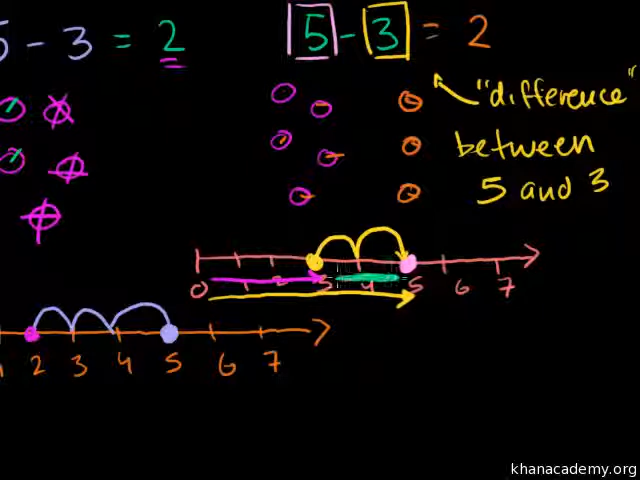 5 - 3 = 2
5 - 3 = 2
"difference"
between
5 and 3
0 1 2 3 4 5 6 7
1 2 3 4 5 6 7
khanacademy.org